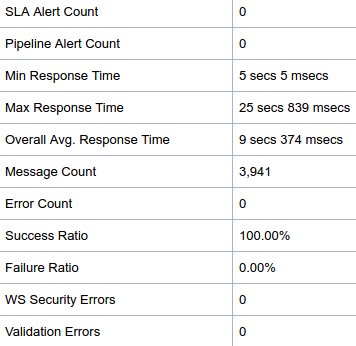 SLA Alert Count 0
Pipeline Alert Count 0
Min Response Time 5 secs 5 msecs
Max Response Time 25 secs 839 msecs
Overall Avg. Response Time 9 secs 374 msecs
Message Count 3,941
Error Count 0
Success Ratio 100.00%
Failure Ratio 0.00%
WS Security Errors 0
Validation Errors 0